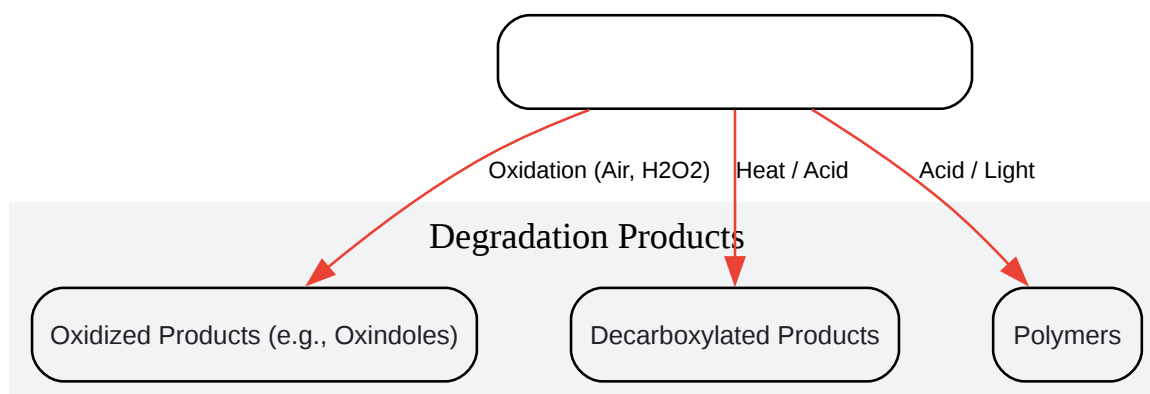 Oxidation (Air, H2O2)
Heat / Acid
Acid / Light
Degradation Products
Oxidized Products (e.g., Oxindoles)
Decarboxylated Products
Polymers